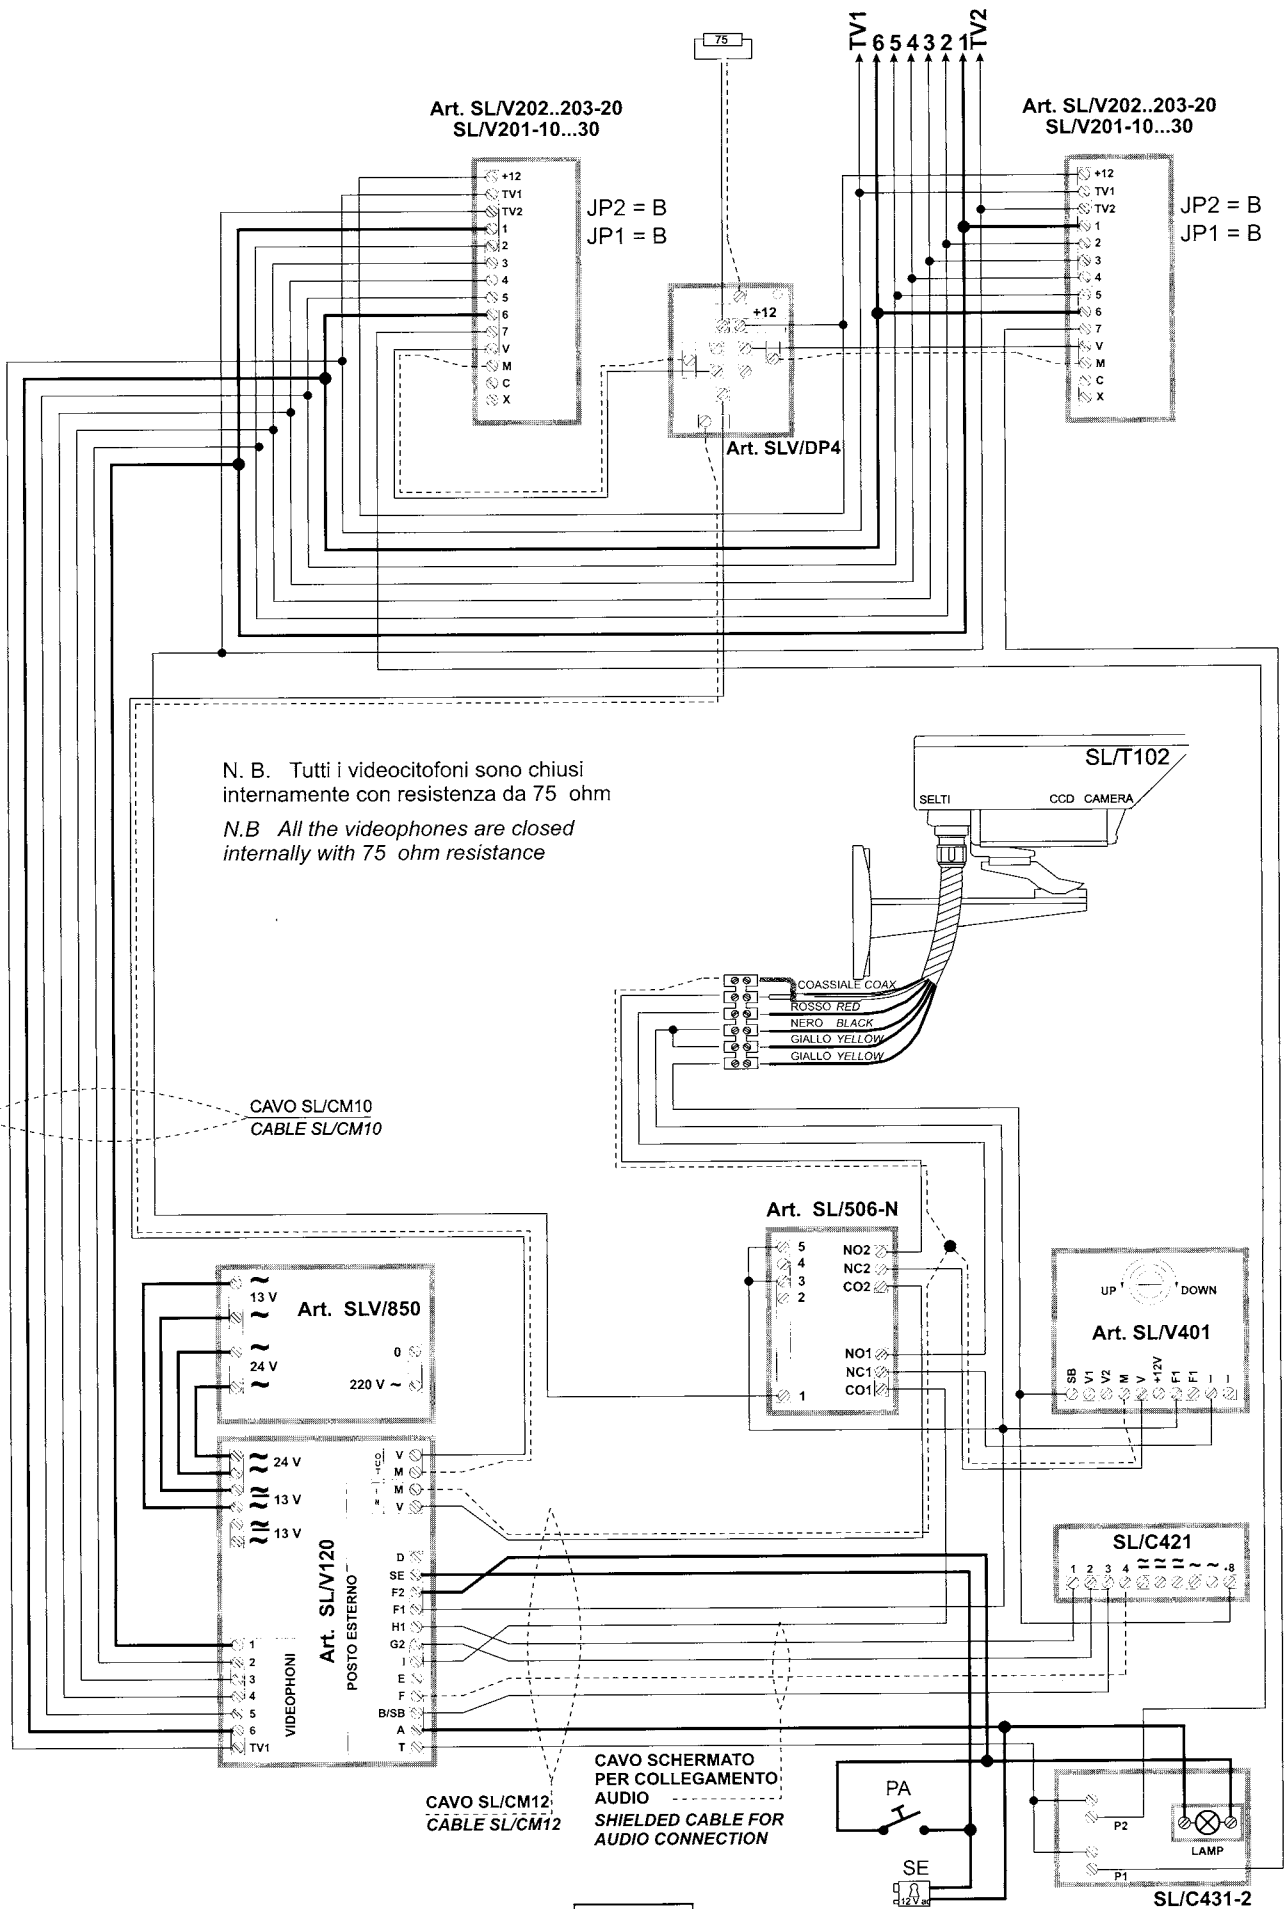 75
TV1 6 5 4 3 2 1 TV2
Art. SL/V202..203-20
SL/V201-10...30
+12
TV1
TV2
1
2
3
4
5
6
7
V
M
C
X
JP2 = B
JP1 = B
+12
Art. SLV/DP4
Art. SL/V202..203-20
SL/V201-10...30
+12
TV1
TV2
1
2
3
4
5
6
7
V
M
C
X
JP2 = B
JP1 = B
N. B. Tutti i videocitofoni sono chiusi
internamente con resistenza da 75 ohm
N.B All the videophones are closed
internally with 75 ohm resistance
SL/T102
SELTI
CCD CAMERA
COASSIALE COAX
ROSSO RED
NERO BLACK
GIALLO YELLOW
GIALLO YELLOW
CAVO SL/CM10
CABLE SL/CM10
Art. SL/506-N
5
4
3
2
1
NO2
NC2
CO2
NO1
NC1
CO1
UP
DOWN
Art. SL/V401
SB V1 V2 M V +12V F1 F1 I I
13 V
24 V
Art. SLV/850
0
220 V ~
24 V
13 V
13 V
Art. SL/V120
POSTO ESTERNO
VIDEOPHONI
OUT
IN
V
M
M
V
D
SE
F2
F1
H1
G2
I
E
F
B/SB
A
T
1
2
3
4
5
6
TV1
SL/C421
1 2 3 4 ≂ ≂ ≂ ~ ~ +8
CAVO SL/CM12
CABLE SL/CM12
CAVO SCHERMATO
PER COLLEGAMENTO
AUDIO
SHIELDED CABLE FOR
AUDIO CONNECTION
PA
SE
12 V ac
P2
P1
LAMP
SL/C431-2